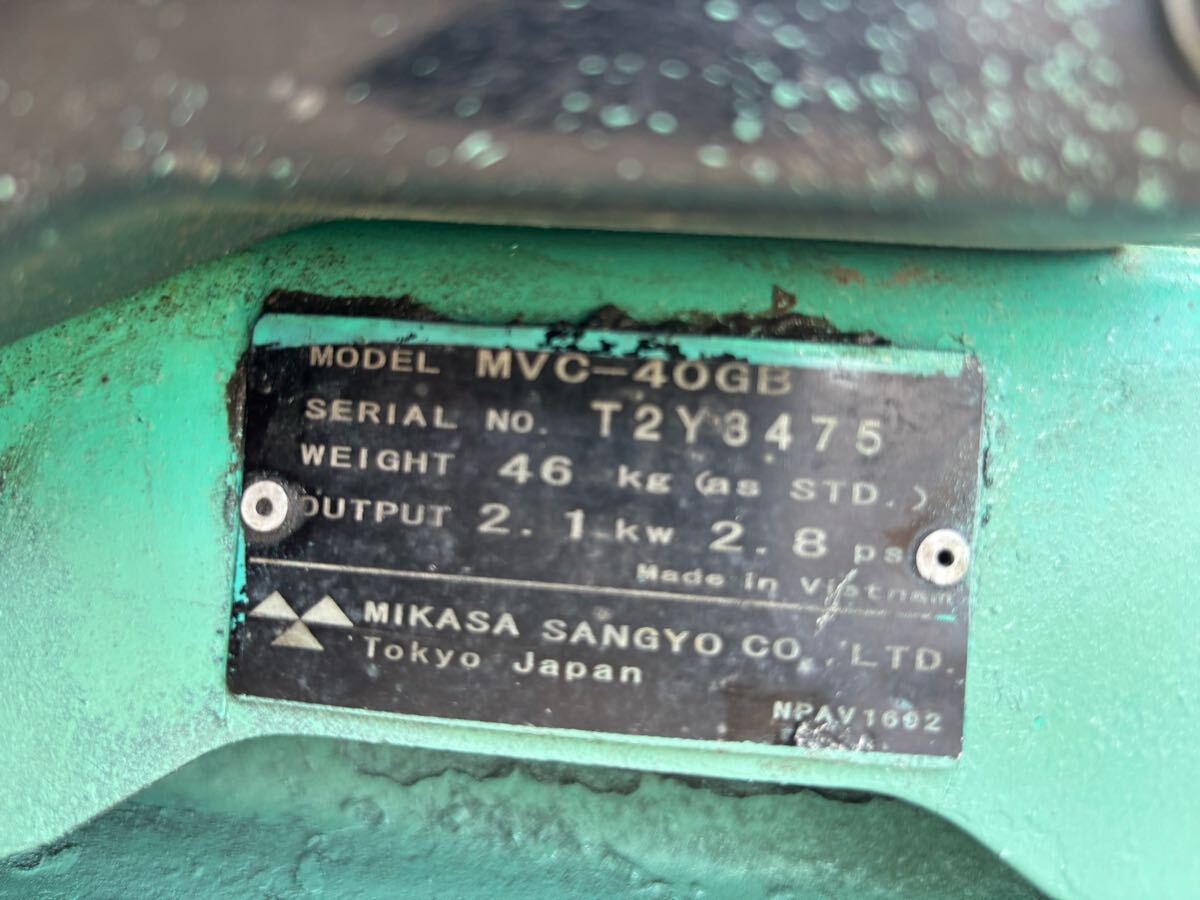 MODEL MVC-40GB
SERIAL NO. T2Y3475
WEIGHT 46 kg (as STD.)
OUTPUT 2.1 kw 2.8 ps
Made in Vietnam
MIKASA SANGYO CO., LTD.
Tokyo Japan
NPAV1692